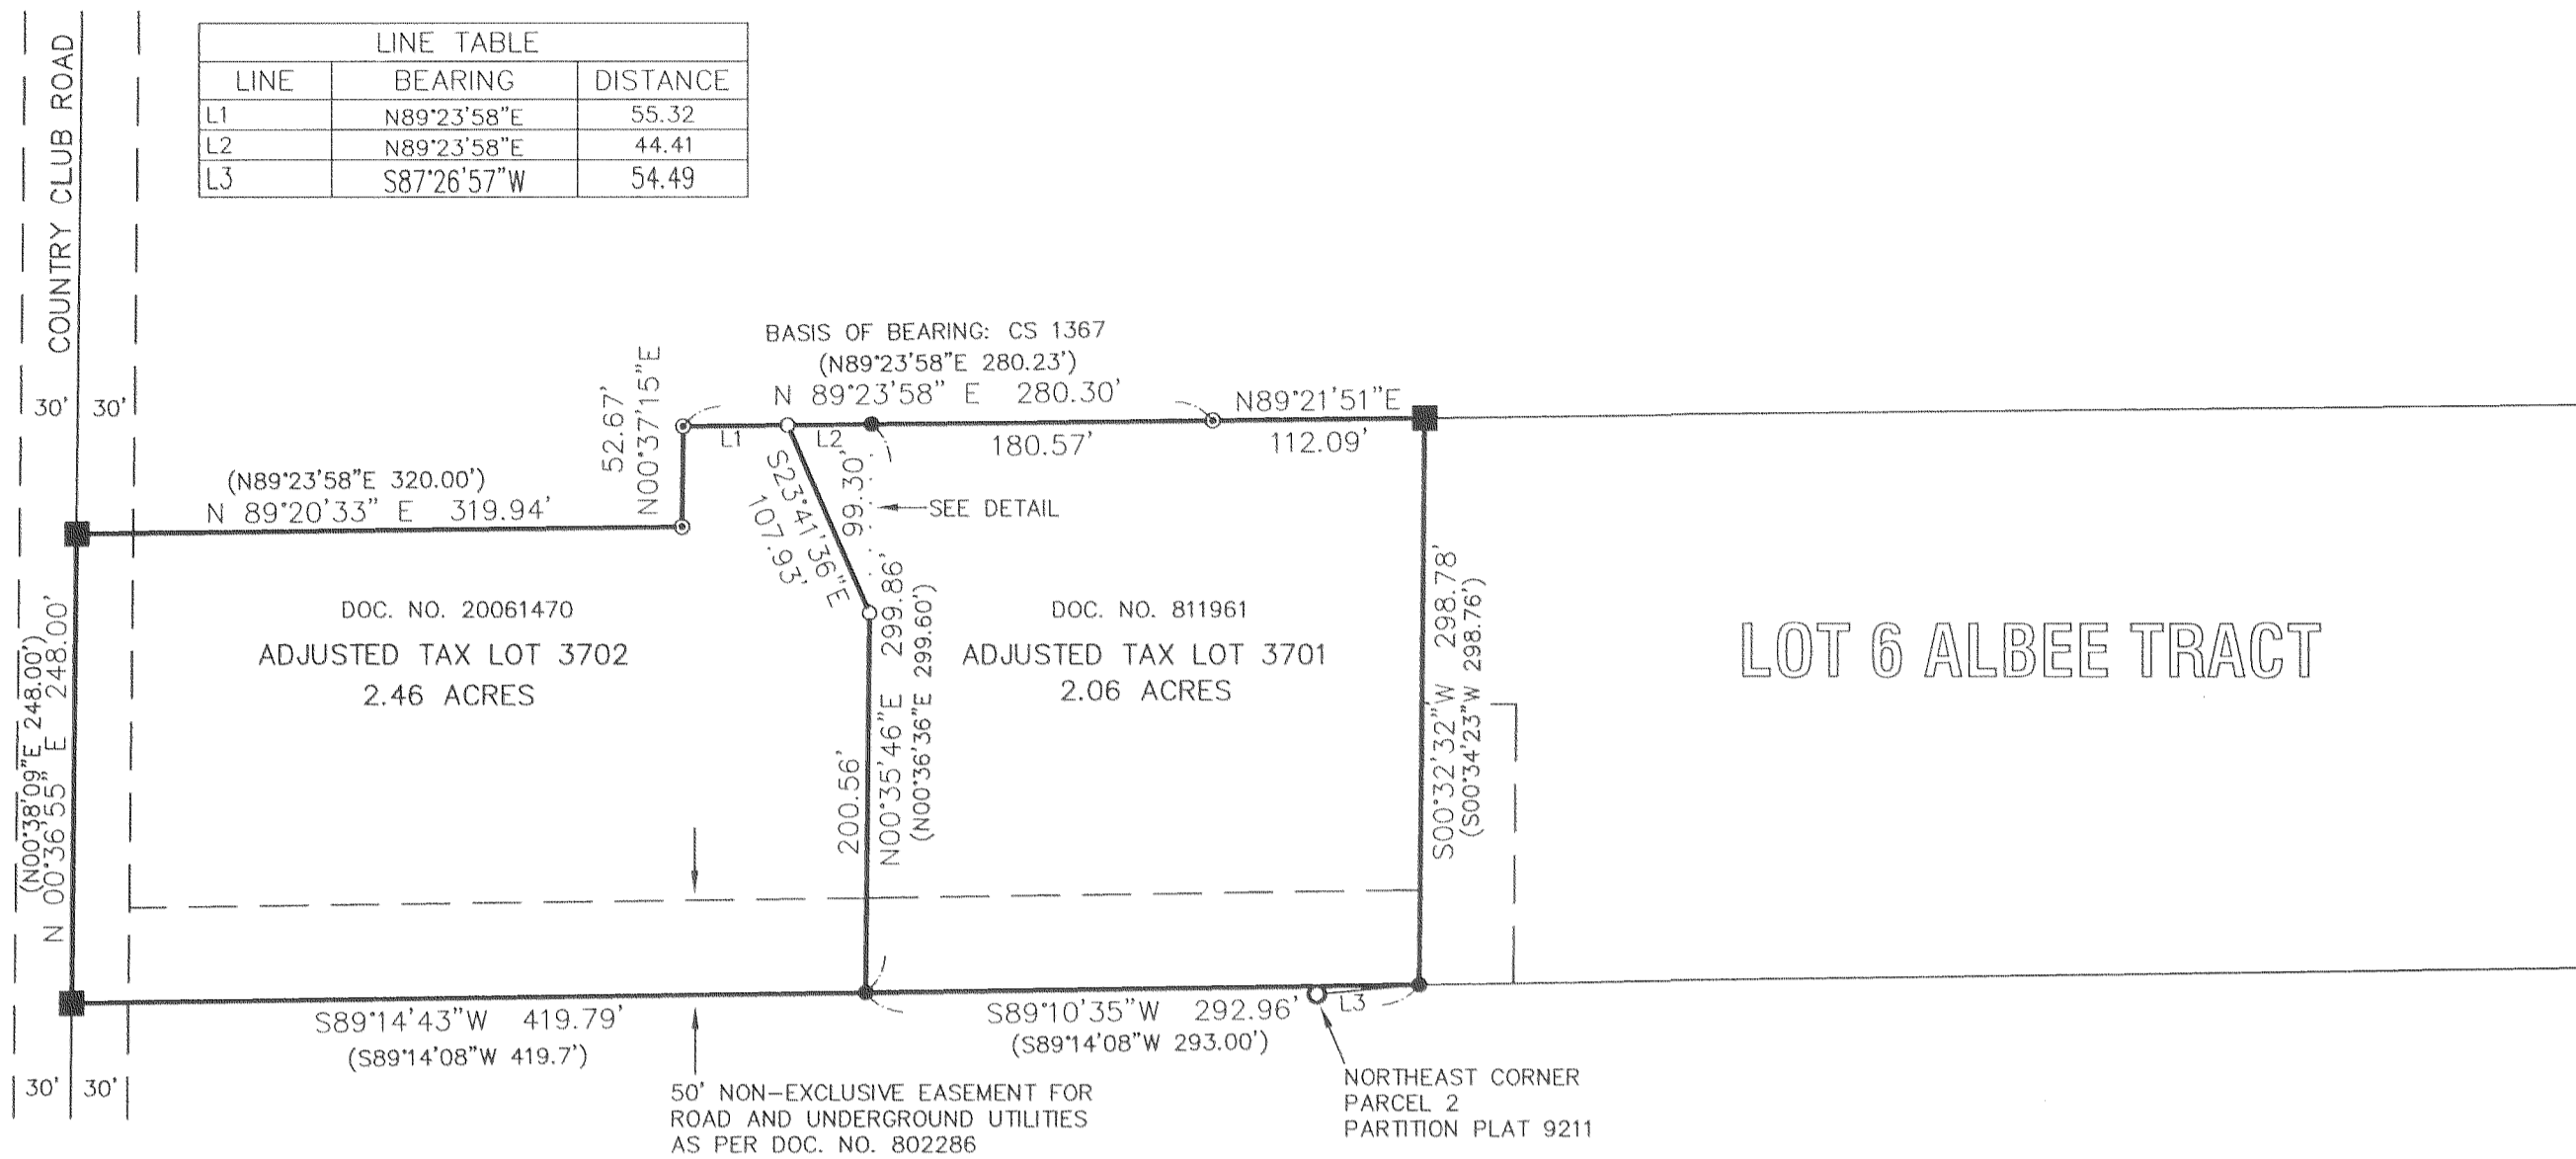 LINE TABLE
LINE BEARING DISTANCE
L1 N89°23'58"E 55.32
L2 N89°23'58"E 44.41
L3 S87°26'57"W 54.49
COUNTRY CLUB ROAD
30' 30'
BASIS OF BEARING: CS 1367
(N89°23'58"E 280.23')
N 89°23'58" E 280.30'
N89°21'51"E
112.09'
L1
L2
180.57'
52.67'
N00°37'15"E
(N89°23'58"E 320.00')
N 89°20'33" E 319.94'
S23°41'36"E
107.93'
99.30'
SEE DETAIL
DOC. NO. 20061470
ADJUSTED TAX LOT 3702
2.46 ACRES
DOC. NO. 811961
ADJUSTED TAX LOT 3701
2.06 ACRES
LOT 6 ALBEE TRACT
(N00°38'09"E 248.00')
N 00°36'55" E 248.00'
200.56'
N00°35'46"E 299.86'
(N00°36'36"E 299.60')
S00°32'32"W 298.78'
(S00°34'23"W 298.76')
S89°14'43"W 419.79'
(S89°14'08"W 419.7')
S89°10'35"W 292.96'
(S89°14'08"W 293.00')
L3
30' 30'
50' NON-EXCLUSIVE EASEMENT FOR
ROAD AND UNDERGROUND UTILITIES
AS PER DOC. NO. 802286
NORTHEAST CORNER
PARCEL 2
PARTITION PLAT 9211